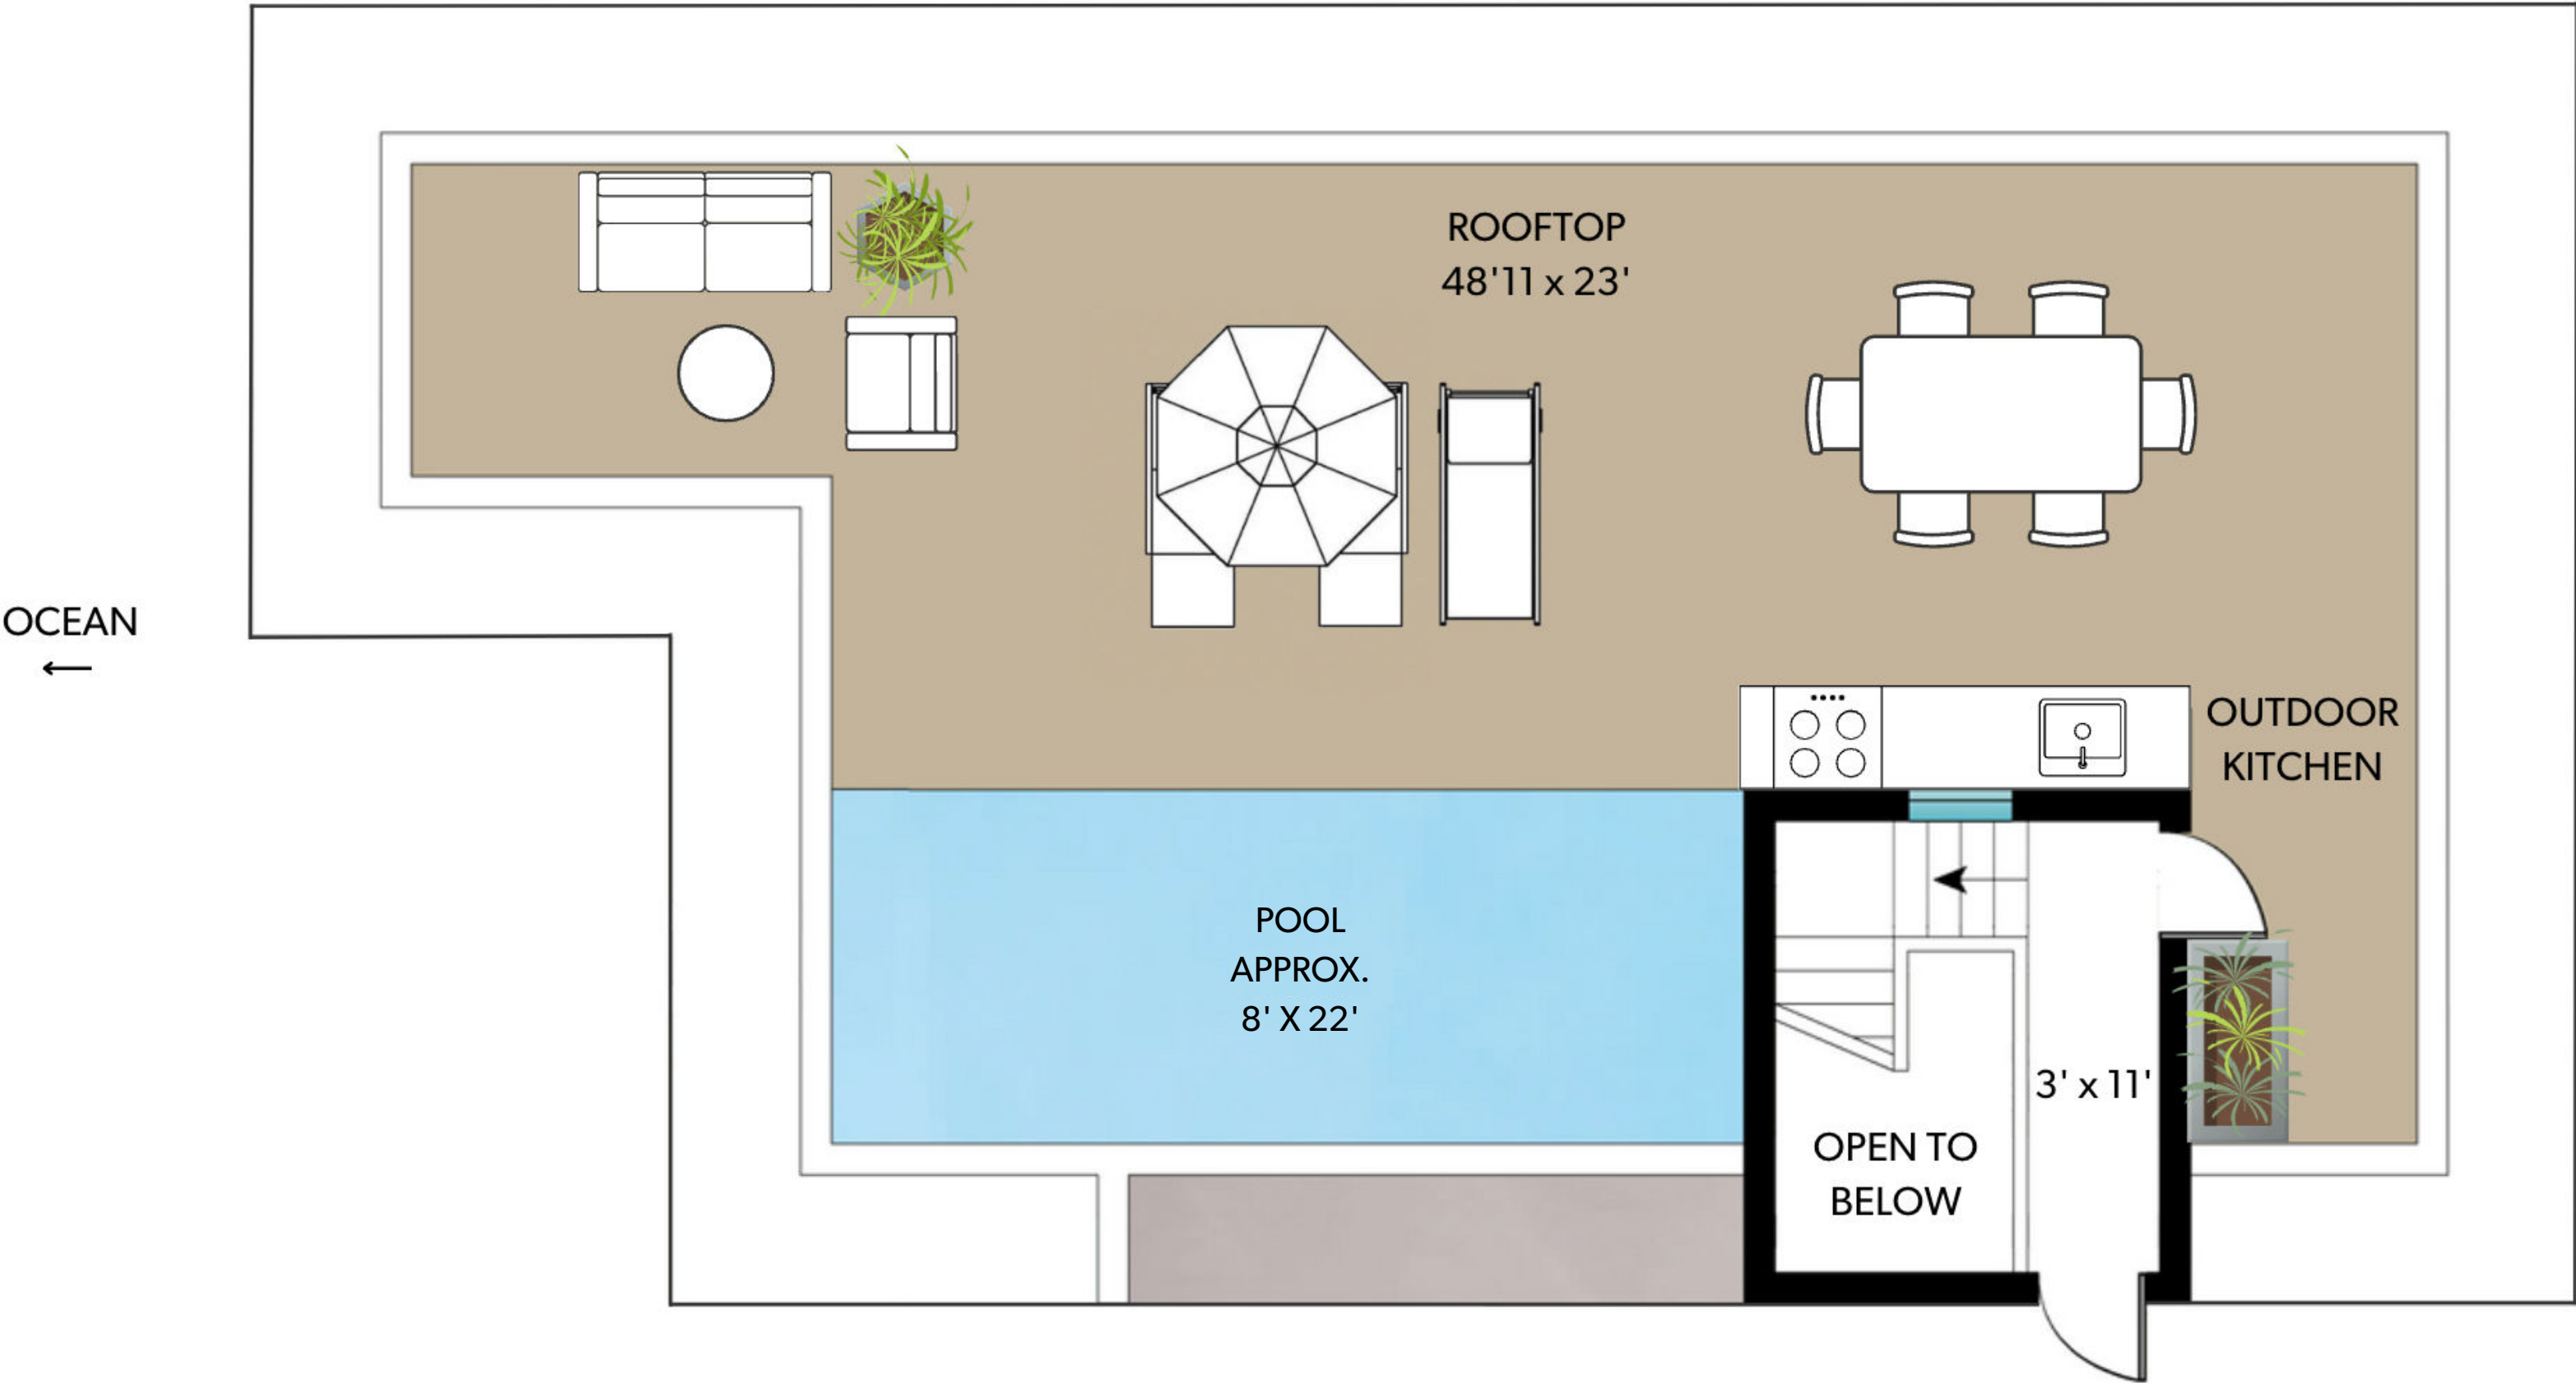 ROOFTOP
48'11 x 23'
OCEAN
←
OUTDOOR
KITCHEN
POOL
APPROX.
8' X 22'
3' x 11'
OPEN TO
BELOW